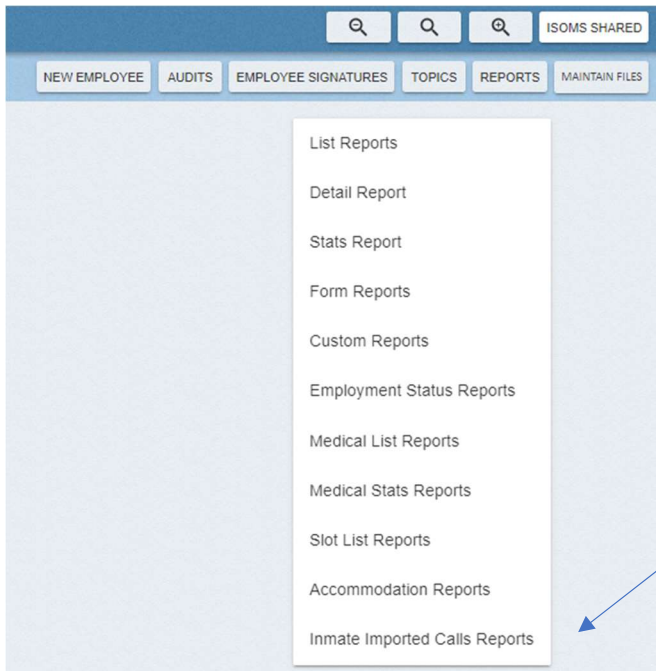 ISOMS SHARED
NEW EMPLOYEE AUDITS EMPLOYEE SIGNATURES TOPICS REPORTS MAINTAIN FILES
List Reports
Detail Report
Stats Report
Form Reports
Custom Reports
Employment Status Reports
Medical List Reports
Medical Stats Reports
Slot List Reports
Accommodation Reports
Inmate Imported Calls Reports